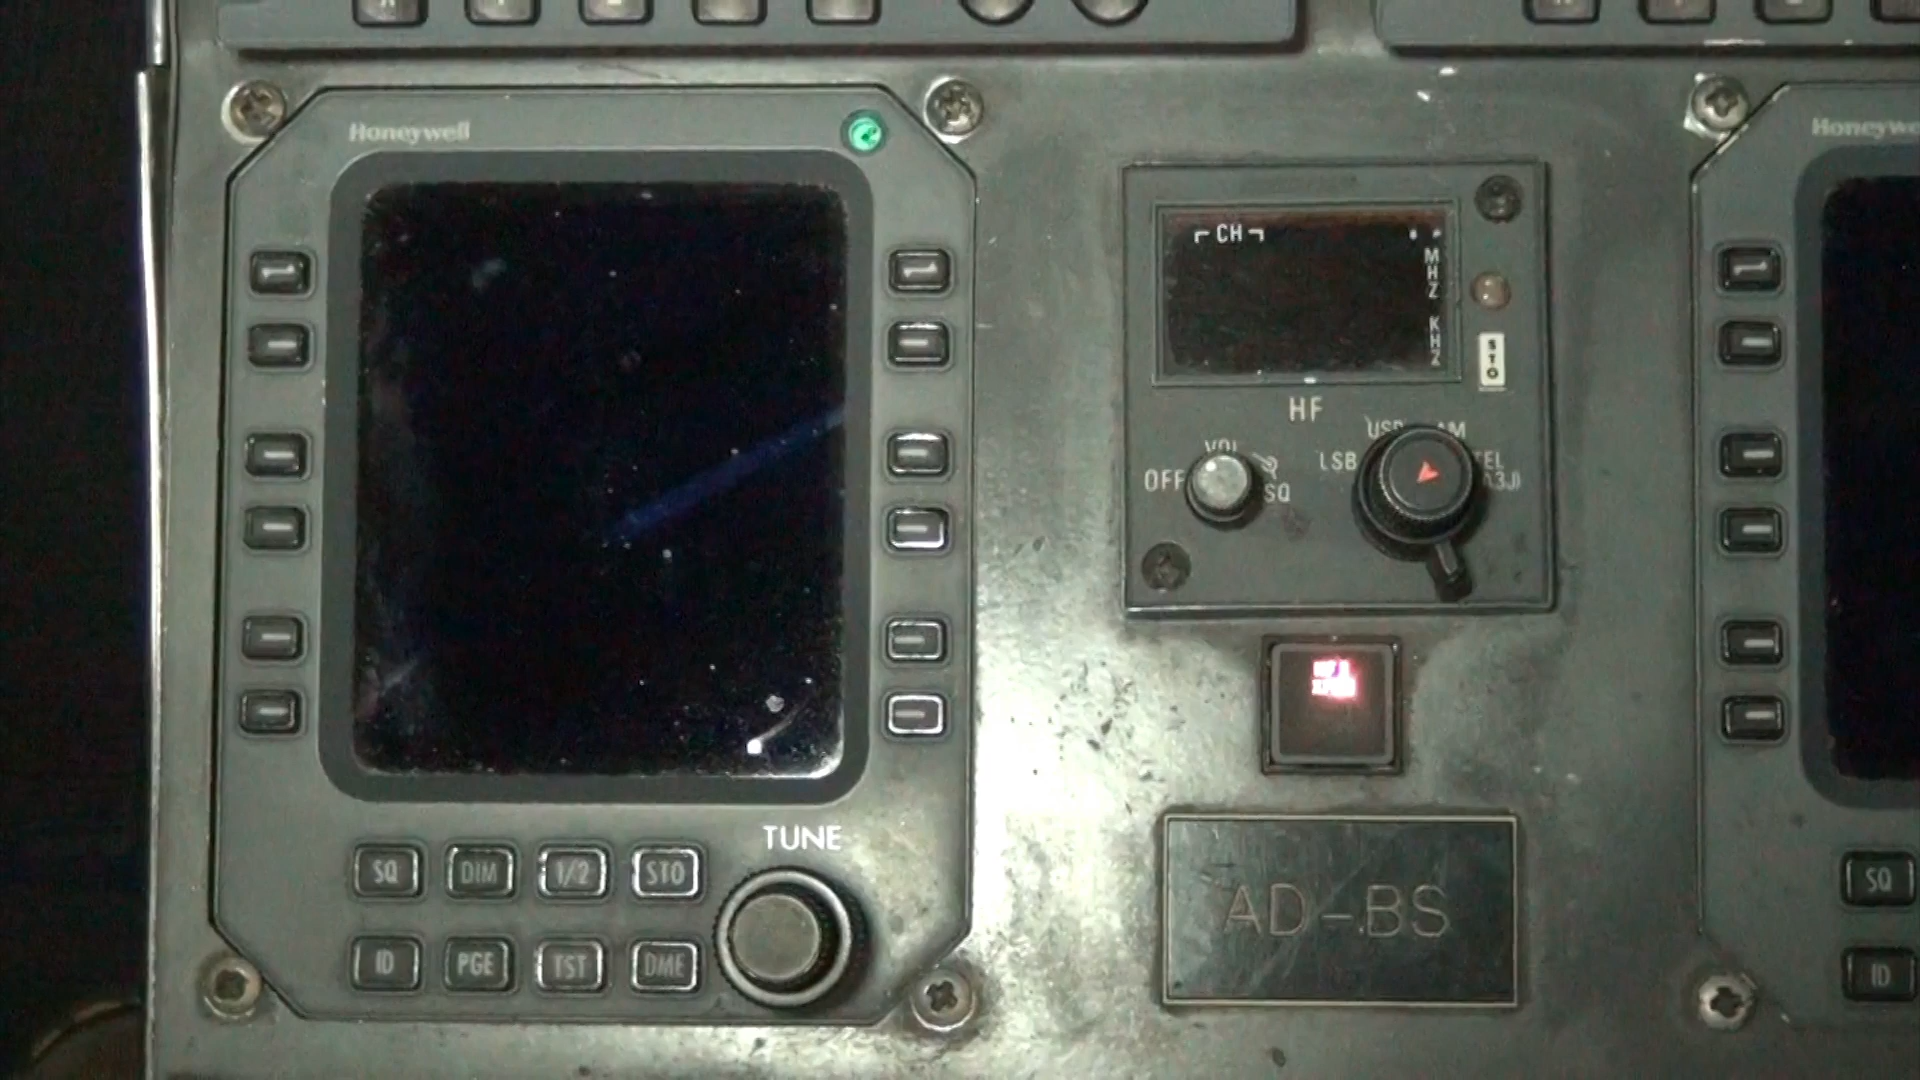 Honeywell
TUNE
SQ DIM 1/2 STO
ID PGE TST DME
CH
MHZ
KHZ
STO
HF
OFF VOL SQ
LSB USB AM TEL
(A3J)
AD-BS
Honeywe
SQ
ID